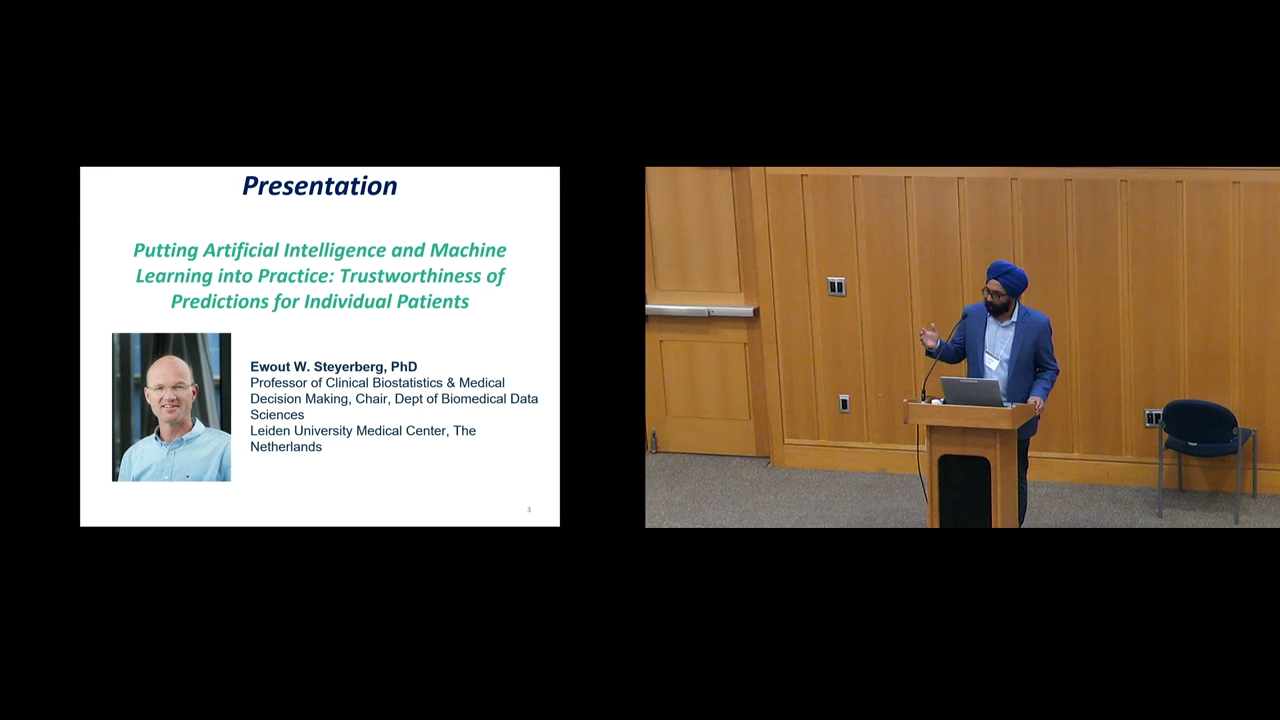 Presentation
Putting Artificial Intelligence and Machine
Learning into Practice: Trustworthiness of
Predictions for Individual Patients
Ewout W. Steyerberg, PhD
Professor of Clinical Biostatistics & Medical
Decision Making, Chair, Dept of Biomedical Data
Sciences
Leiden University Medical Center, The
Netherlands
3